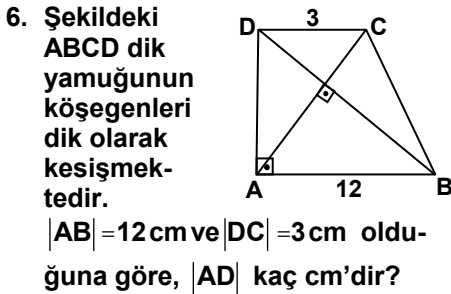 6. Şekildeki
ABCD dik
yamuğunun
köşegenleri
dik olarak
kesişmek-
tedir.
D 3 C
A 12 B
|AB| =12 cm ve |DC| =3 cm oldu-
ğuna göre, |AD| kaç cm'dir?